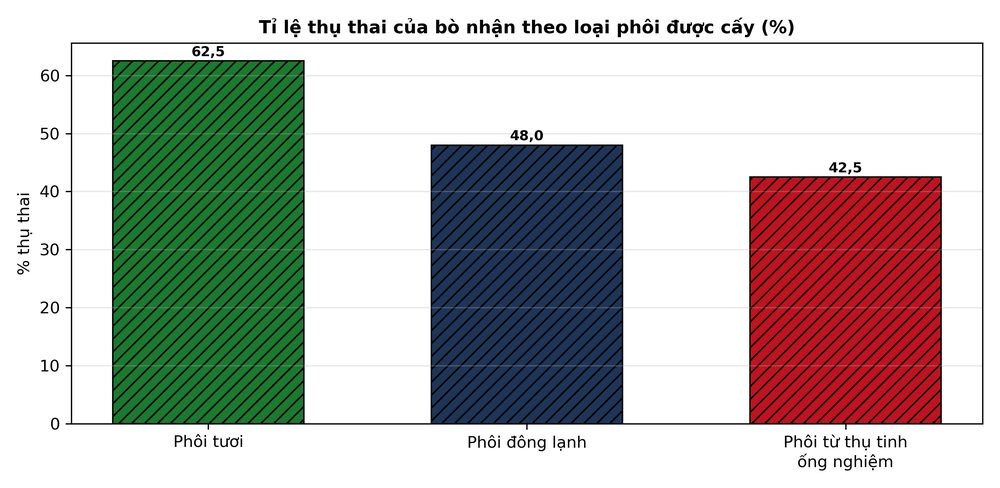 Tỉ lệ thụ thai của bò nhận theo loại phôi được cấy (%)
% thụ thai
60
50
40
30
20
10
0
62,5
48,0
42,5
Phôi tươi
Phôi đông lạnh
Phôi từ thụ tinh
ống nghiệm